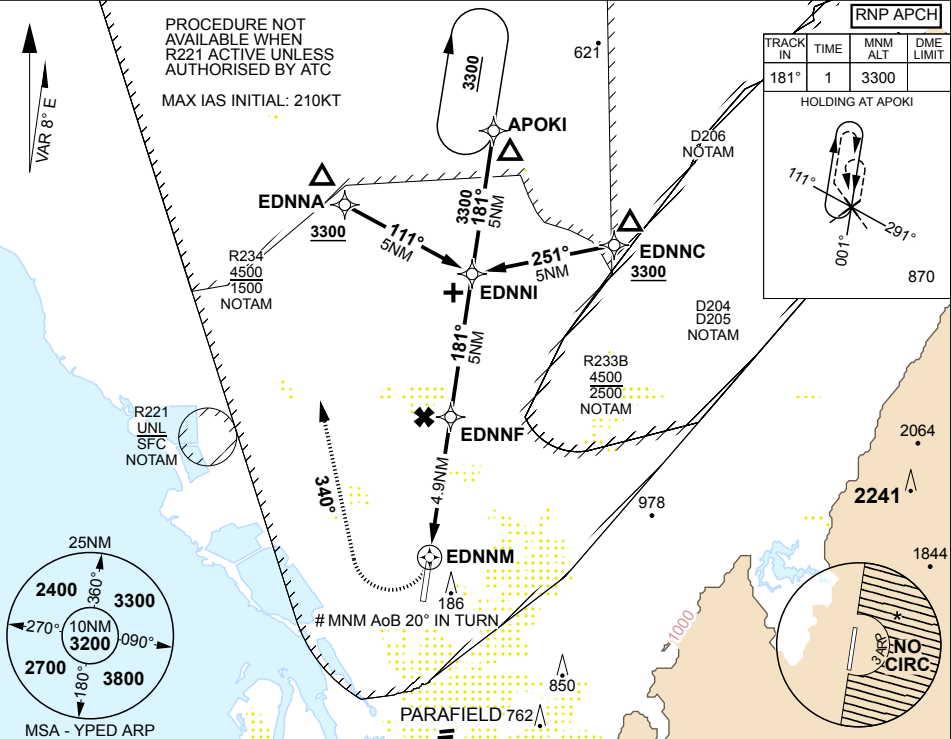 PROCEDURE NOT
AVAILABLE WHEN
R221 ACTIVE UNLESS
AUTHORISED BY ATC
MAX IAS INITIAL: 210KT
VAR 8° E
RNP APCH
TRACK IN TIME MNM ALT DME LIMIT
181° 1 3300
HOLDING AT APOKI
111°
291°
001°
870
3300
621
APOKI
D206
NOTAM
EDNNA
3300
3300
181°
5NM
111°
5NM
251°
5NM
EDNNC
3300
EDNNI
R234
4500
1500
NOTAM
D204
D205
NOTAM
181°
5NM
R233B
4500
2500
NOTAM
R221
UNL
SFC
NOTAM
EDNNF
2064
2241
340°
4.9NM
978
EDNNM
1844
186
# MNM AoB 20° IN TURN
25NM
2400
360°
3300
270°
10NM
3200
090°
2700
180°
3800
MSA - YPED ARP
1000
*
NO
CIRC
3 ARP
850
PARAFIELD 762